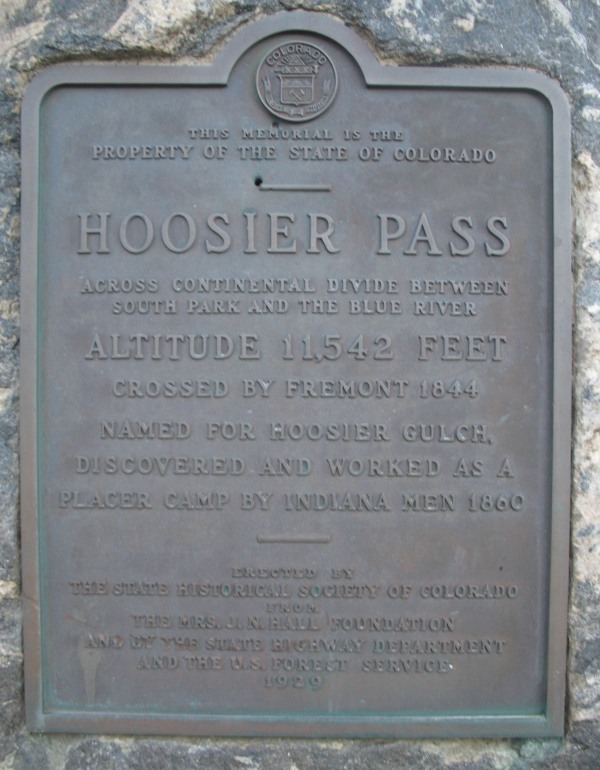 COLORADO
THIS MEMORIAL IS THE
PROPERTY OF THE STATE OF COLORADO
HOOSIER PASS
ACROSS CONTINENTAL DIVIDE BETWEEN
SOUTH PARK AND THE BLUE RIVER
ALTITUDE 11,542 FEET
CROSSED BY FREMONT 1844
NAMED FOR HOOSIER GULCH,
DISCOVERED AND WORKED AS A
PLACER CAMP BY INDIANA MEN 1860
ERECTED BY
THE STATE HISTORICAL SOCIETY OF COLORADO
FROM
THE MRS. J. N. HALL FOUNDATION
AND BY THE STATE HIGHWAY DEPARTMENT
AND THE U.S. FOREST SERVICE
1929